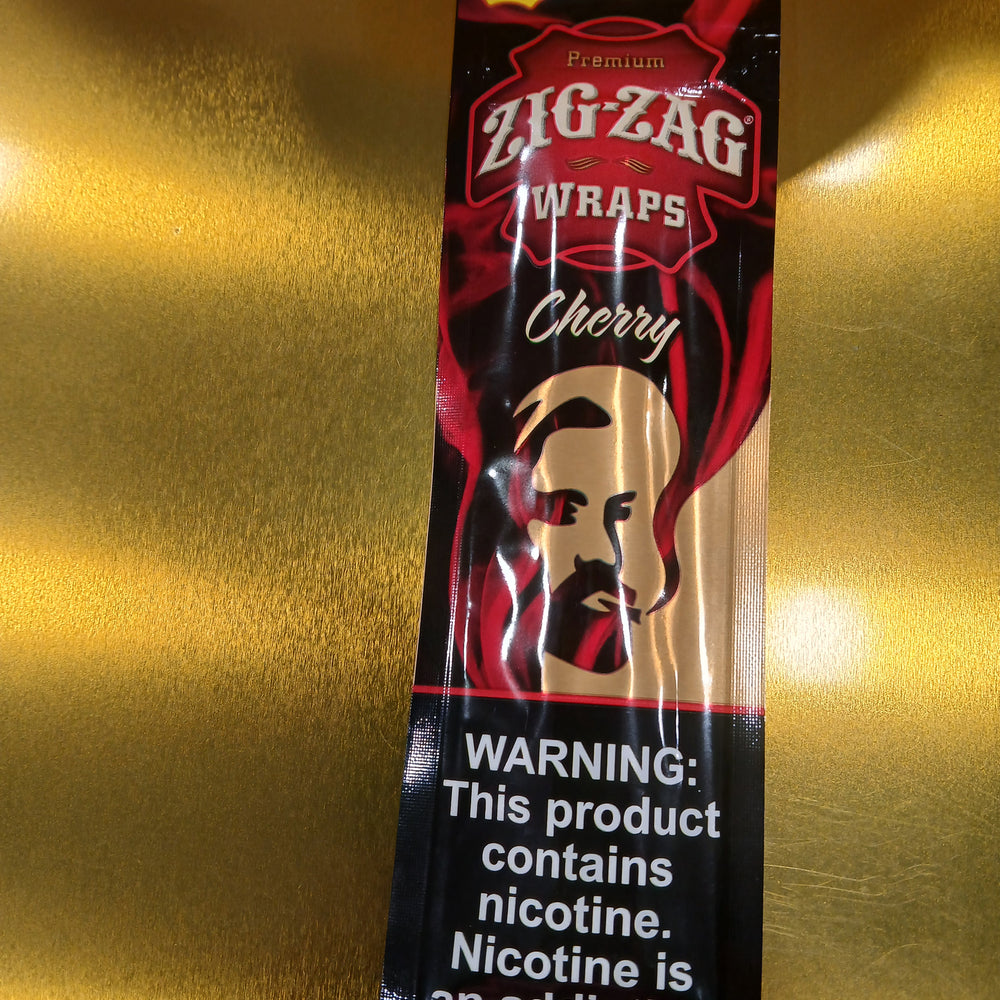 Premium
ZIG-ZAG®
WRAPS
Cherry
WARNING:
This product
contains
nicotine.
Nicotine is